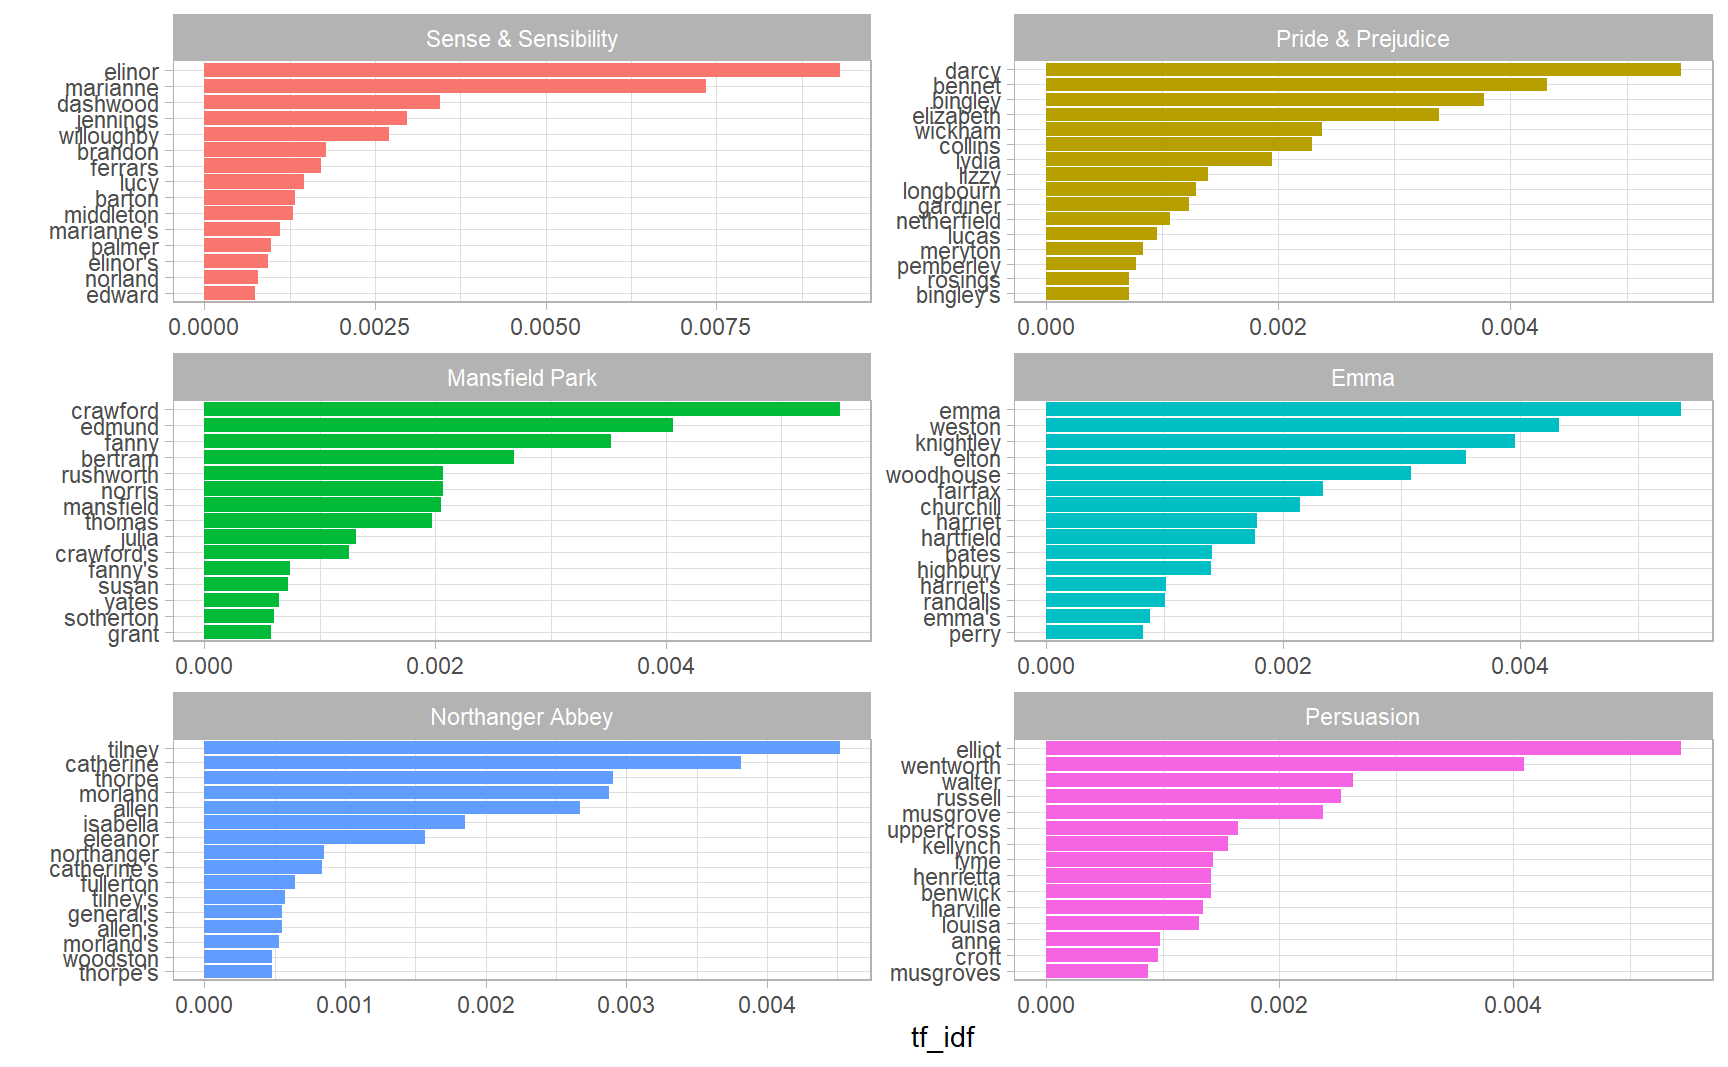 Sense & Sensibility
elinor
marianne
dashwood
jennings
willoughby
brandon
ferrars
lucy
barton
middleton
marianne's
palmer
elinor's
norland
edward
0.0000 0.0025 0.0050 0.0075
Pride & Prejudice
darcy
bennet
bingley
elizabeth
wickham
collins
lydia
lizzy
longbourn
gardiner
netherfield
lucas
meryton
pemberley
rosings
bingley's
0.000 0.002 0.004
Mansfield Park
crawford
edmund
fanny
bertram
rushworth
norris
mansfield
thomas
julia
crawford's
fanny's
susan
yates
sotherton
grant
0.000 0.002 0.004
Emma
emma
weston
knightley
elton
woodhouse
fairfax
churchill
harriet
hartfield
bates
highbury
harriet's
randalls
emma's
perry
0.000 0.002 0.004
Northanger Abbey
tilney
catherine
thorpe
morland
allen
isabella
eleanor
northanger
catherine's
fullerton
tilney's
general's
allen's
morland's
woodston
thorpe's
0.000 0.001 0.002 0.003 0.004
Persuasion
elliot
wentworth
walter
russell
musgrove
uppercross
kellynch
lyme
henrietta
benwick
harville
louisa
anne
croft
musgroves
0.000 0.002 0.004
tf_idf